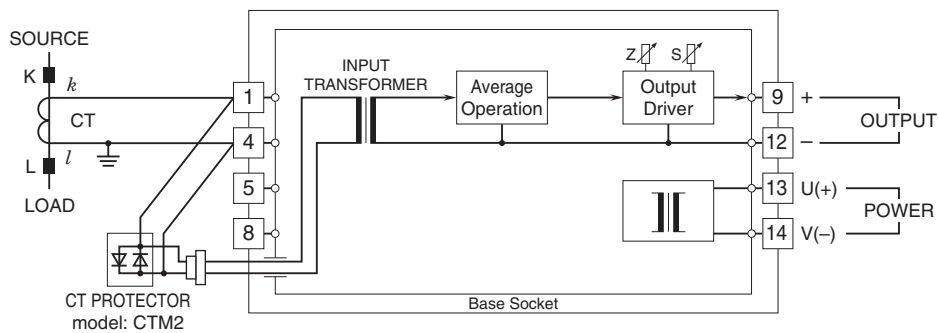 SOURCE
K
k
CT
L
l
LOAD
1
4
5
8
INPUT
TRANSFORMER
Average
Operation
Z
S
Output
Driver
9
+
12
–
OUTPUT
13
U(+)
14
V(–)
POWER
Base Socket
CT PROTECTOR
model: CTM2